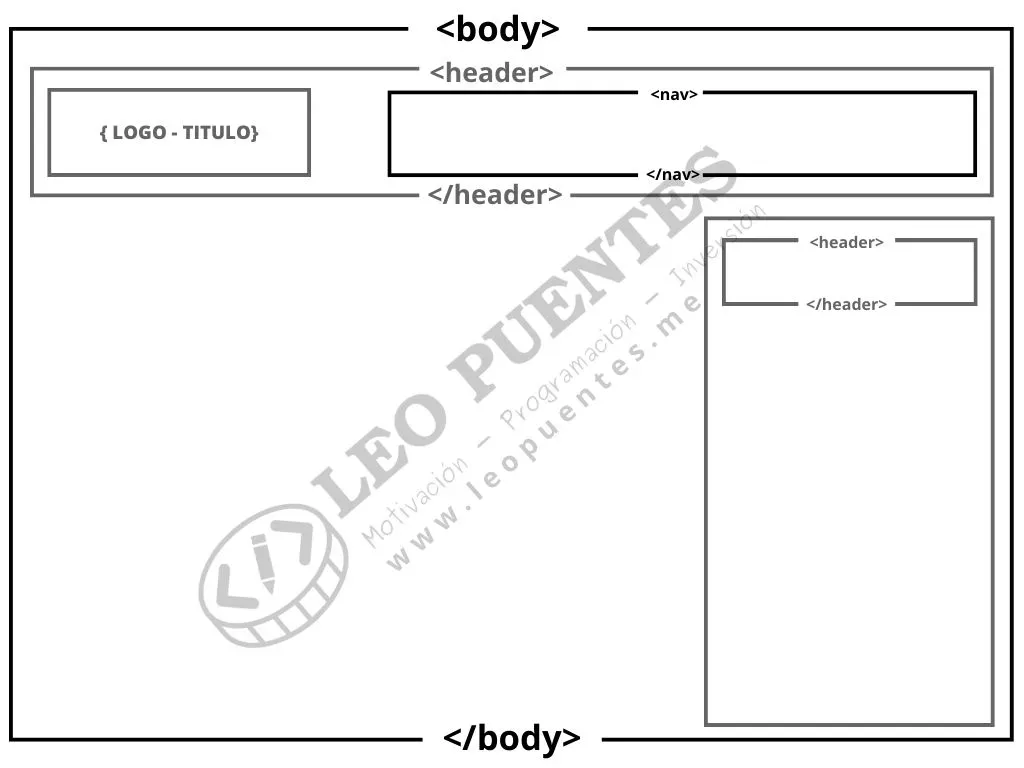 <body>
<header>
<nav>
{ LOGO - TITULO}
</nav>
</header>
<header>
</header>
LEO PUENTES
Motivación – Programación – Inversión
www.leopuentes.me
</body>